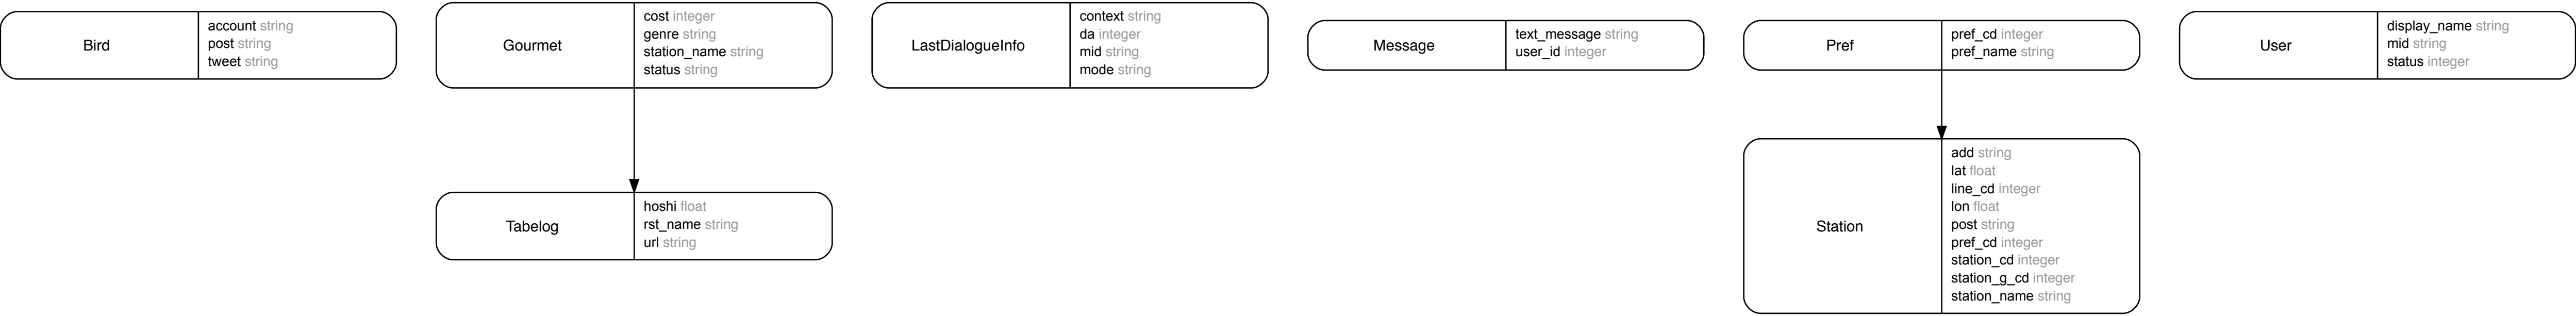 Bird
account string
post string
tweet string
Gourmet
cost integer
genre string
station_name string
status string
LastDialogueInfo
context string
da integer
mid string
mode string
Message
text_message string
user_id integer
Pref
pref_cd integer
pref_name string
User
display_name string
mid string
status integer
Tabelog
hoshi float
rst_name string
url string
Station
add string
lat float
line_cd integer
lon float
post string
pref_cd integer
station_cd integer
station_g_cd integer
station_name string